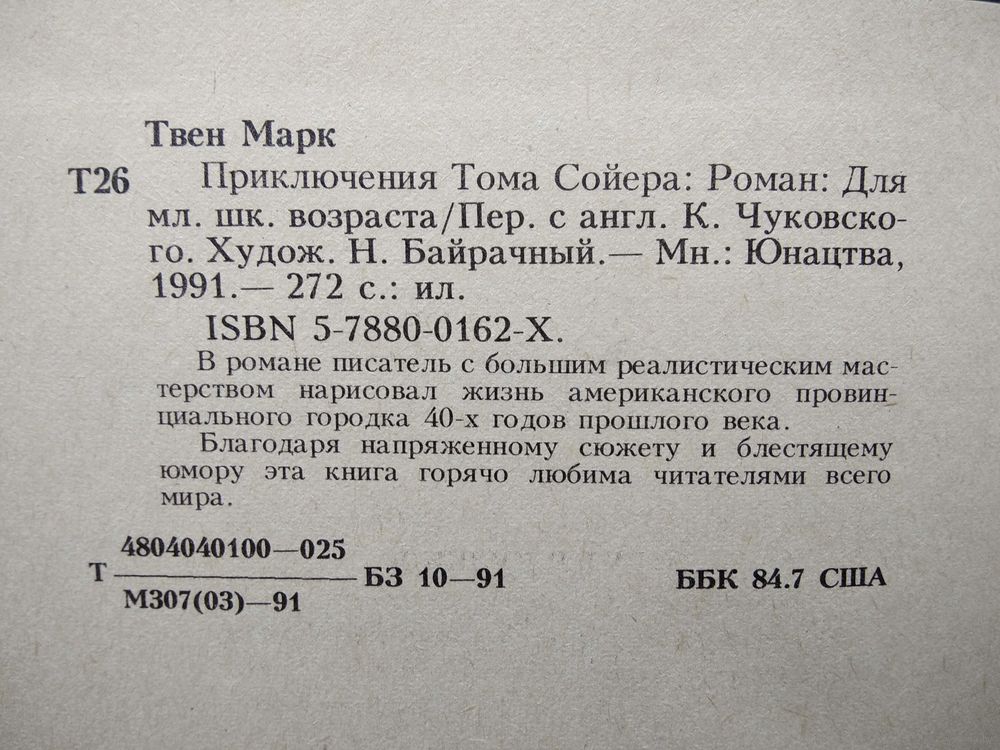 Твен Марк
Т26 Приключения Тома Сойера: Роман: Для
мл. шк. возраста/Пер. с англ. К. Чуковско-
го. Худож. Н. Байрачный.— Мн.: Юнацтва,
1991.— 272 с.: ил.
ISBN 5-7880-0162-X.
В романе писатель с большим реалистическим мас-
терством нарисовал жизнь американского провин-
циального городка 40-х годов прошлого века.
Благодаря напряженному сюжету и блестящему
юмору эта книга горячо любима читателями всего
мира.
4804040100—025
Т БЗ 10—91 ББК 84.7 США
М307(03)—91